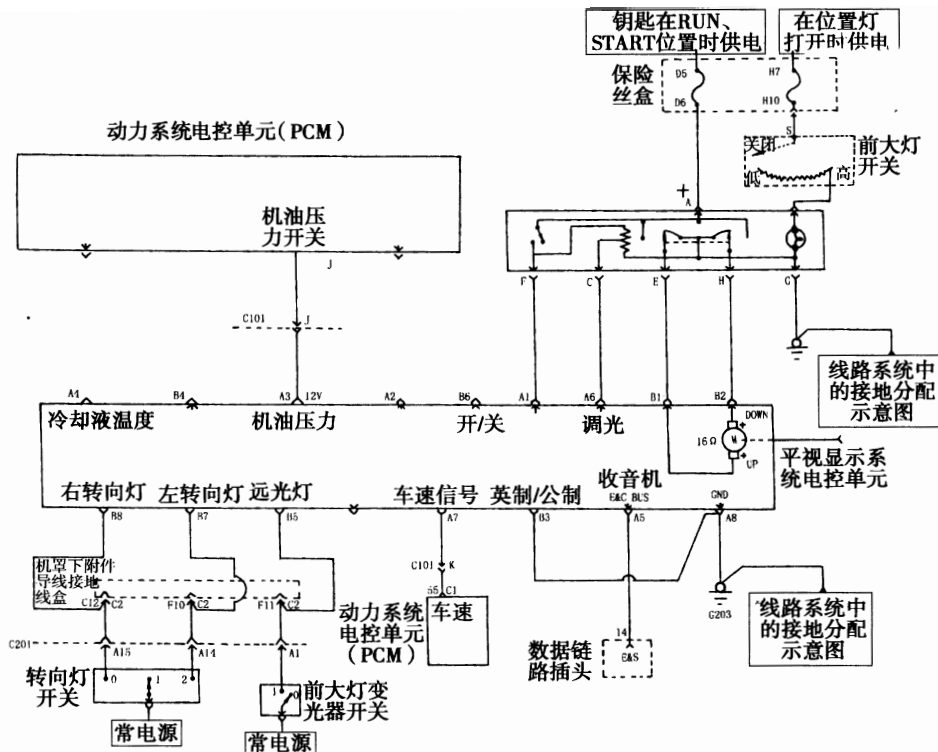 钥匙在RUN、
START位置时供电
在位置灯
打开时供电
保险
丝盒
D5
H7
D6
H10
动力系统电控单元(PCM)
S
关闭
低
高
前大灯
开关
机油压
力开关
+
A
J
F
C
E
H
G
C101
J
线路系统中
的接地分配
示意图
A4
B4
A3
12V
A2
B6
A1
A6
B1
B2
冷却液温度
机油压力
开/关
调光
DOWN
16Ω
M
UP
平视显示系
统电控单元
右转向灯
左转向灯
远光灯
车速信号
英制/公制
收音机
E&C BUS
GND
B8
B7
B5
A7
B3
A5
A8
机罩下附件
导线接地
线盒
C12
C2
F10
C2
F11
C2
C101
K
55
C1
动力系统
电控单元
(PCM)
车速
G203
线路系统中
的接地分配
示意图
C201
A15
A14
A1
14
E&S
数据链
路插头
转向灯
开关
0
1
2
1
0
前大灯变
光器开关
常电源
常电源